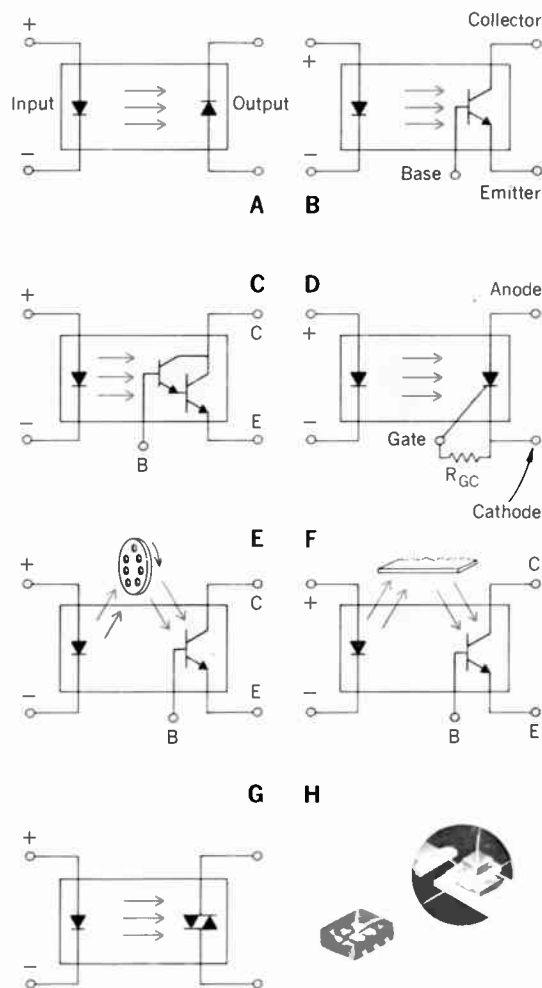 +
Input
Output
−
A
+
Collector
−
Base
Emitter
B
C
+
C
−
E
B
D
+
Anode
−
Gate
RGC
Cathode
E
+
C
−
E
B
F
+
C
−
B
E
G
+
−
H